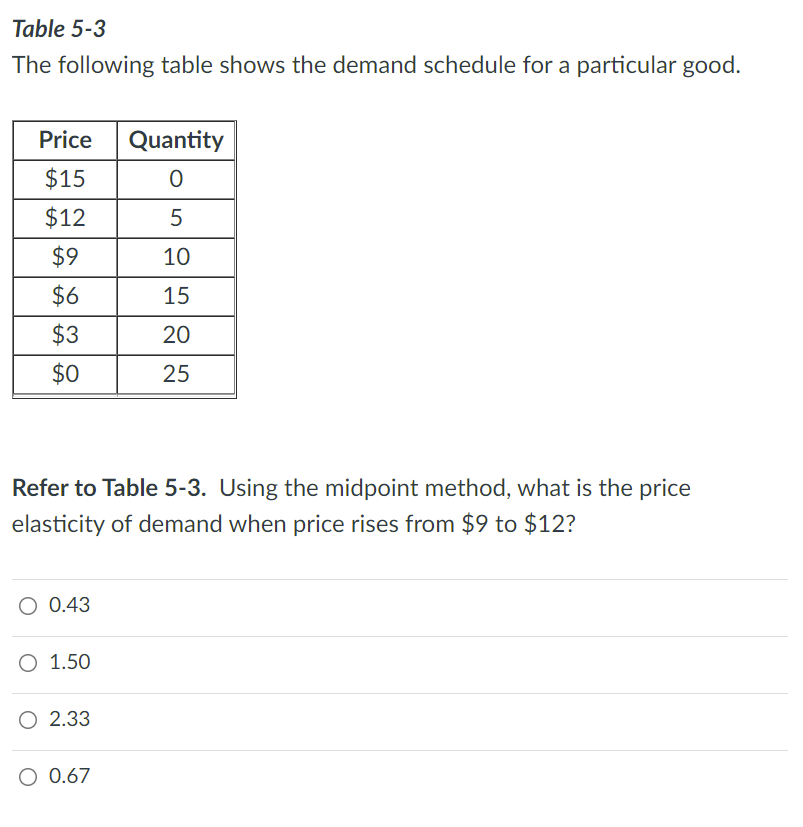 Table 5-3
The following table shows the demand schedule for a particular good.
Price Quantity
$15 0
$12 5
$9 10
$6 15
$3 20
$0 25
Refer to Table 5-3. Using the midpoint method, what is the price
elasticity of demand when price rises from $9 to $12?
0.43
1.50
2.33
0.67